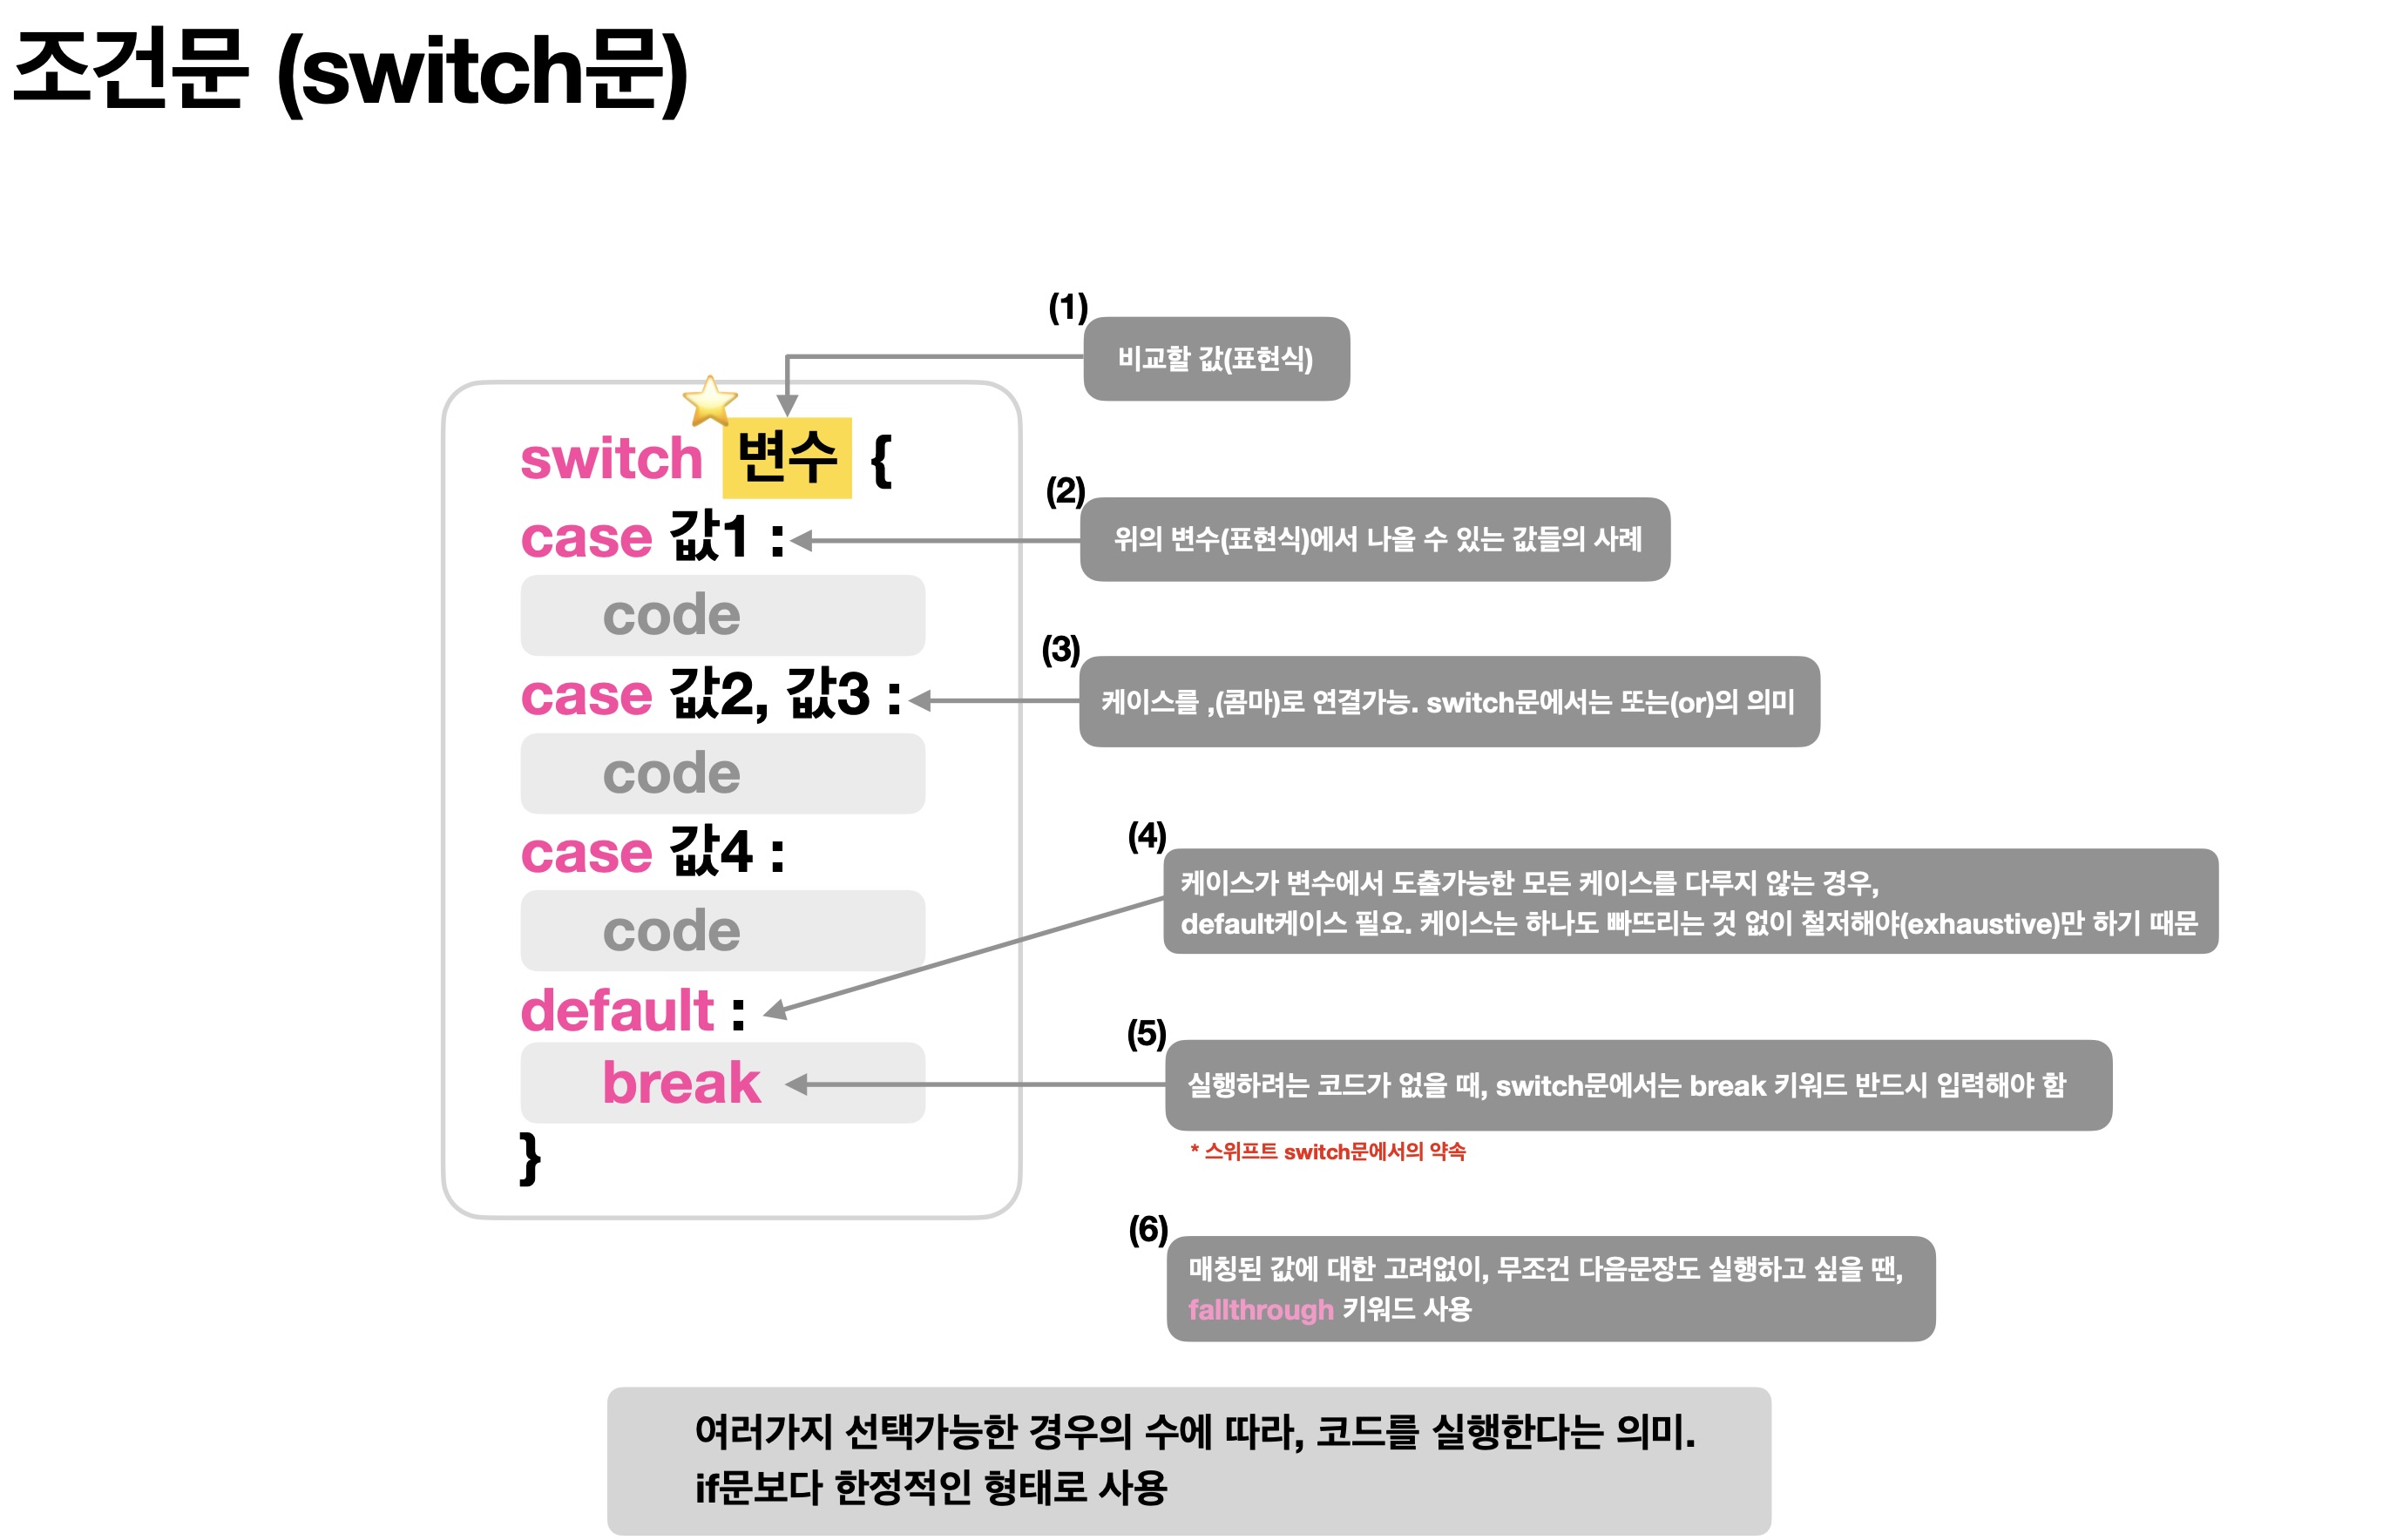 조건문 (switch문)
(1)
비교할 값(표현식)
switch 변수 {
(2)
case 값1 :
위의 변수(표현식)에서 나올 수 있는 값들의 사례
code
(3)
case 값2, 값3 :
케이스를 ,(콤마)로 연결가능. switch문에서는 또는(or)의 의미
code
(4)
case 값4 :
케이스가 변수에서 도출가능한 모든 케이스를 다루지 않는 경우,
default케이스 필요. 케이스는 하나도 빠뜨리는 것 없이 철저해야(exhaustive)만 하기 때문
code
default :
(5)
break
실행하려는 코드가 없을 때, switch문에서는 break 키워드 반드시 입력해야 함
* 스위프트 switch문에서의 약속
}
(6)
매칭된 값에 대한 고려없이, 무조건 다음문장도 실행하고 싶을 땐,
fallthrough 키워드 사용
여러가지 선택가능한 경우의 수에 따라, 코드를 실행한다는 의미.
if문보다 한정적인 형태로 사용